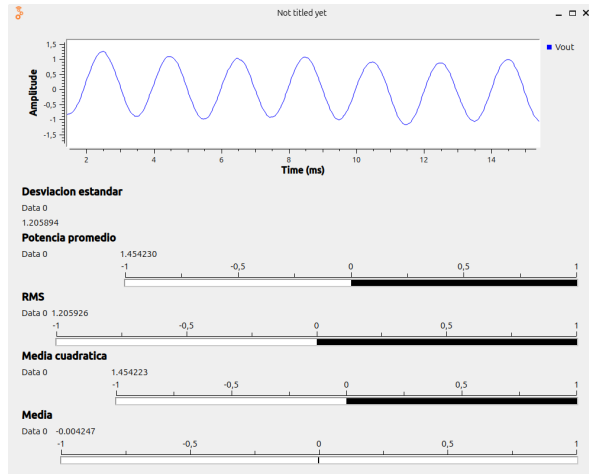 Not titled yet
1,5
1
0,5
0
-0,5
-1
-1,5
Amplitude
Vout
2 4 6 8 10 12 14
Time (ms)
Desviacion estandar
Data 0
1.205894
Potencia promedio
Data 0 1.454230
-1 -0,5 0 0,5 1
RMS
Data 0 1.205926
-1 -0,5 0 0,5 1
Media cuadratica
Data 0 1.454223
-1 -0,5 0 0,5 1
Media
Data 0 -0.004247
-1 -0,5 0 0,5 1